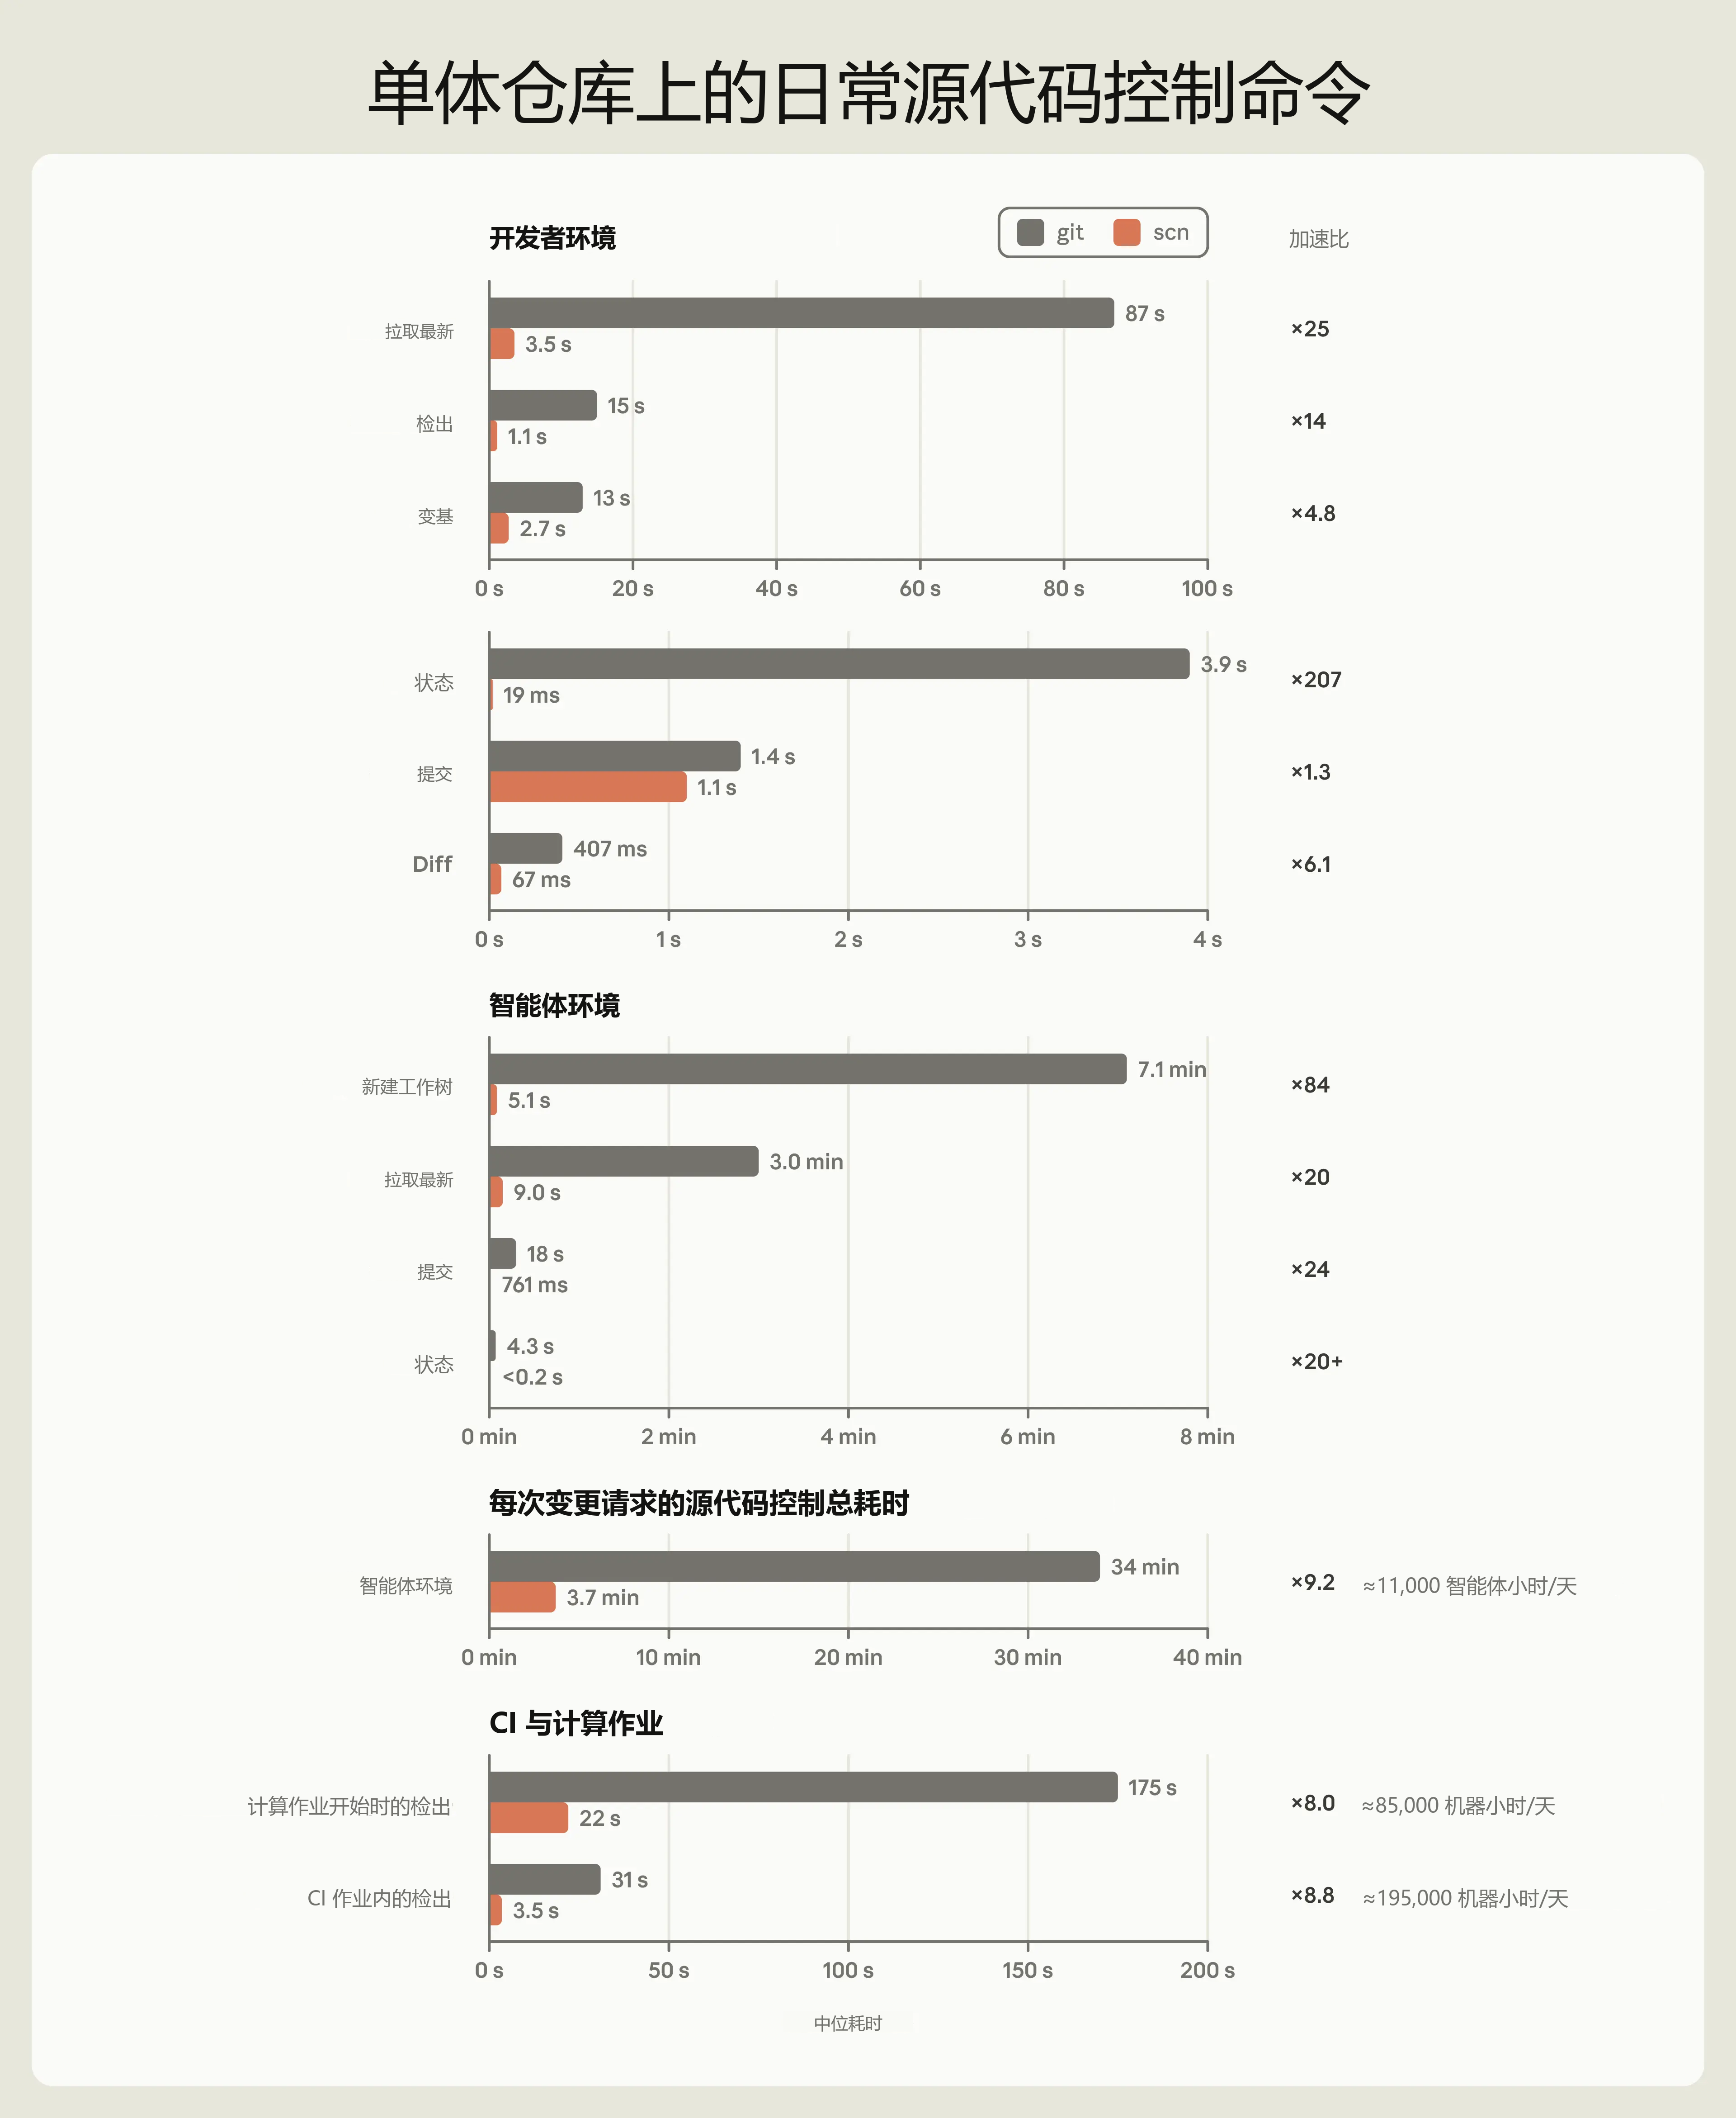 单体仓库上的日常源代码控制命令
开发者环境
git
scn
加速比
拉取最新
87 s
3.5 s
×25
检出
15 s
1.1 s
×14
变基
13 s
2.7 s
×4.8
0 s 20 s 40 s 60 s 80 s 100 s
状态
3.9 s
19 ms
×207
提交
1.4 s
1.1 s
×1.3
Diff
407 ms
67 ms
×6.1
0 s 1 s 2 s 3 s 4 s
智能体环境
新建工作树
7.1 min
5.1 s
×84
拉取最新
3.0 min
9.0 s
×20
提交
18 s
761 ms
×24
状态
4.3 s
<0.2 s
×20+
0 min 2 min 4 min 6 min 8 min
每次变更请求的源代码控制总耗时
智能体环境
34 min
3.7 min
×9.2 ≈11,000 智能体小时/天
0 min 10 min 20 min 30 min 40 min
CI 与计算作业
计算作业开始时的检出
175 s
22 s
×8.0 ≈85,000 机器小时/天
CI 作业内的检出
31 s
3.5 s
×8.8 ≈195,000 机器小时/天
0 s 50 s 100 s 150 s 200 s
中位耗时